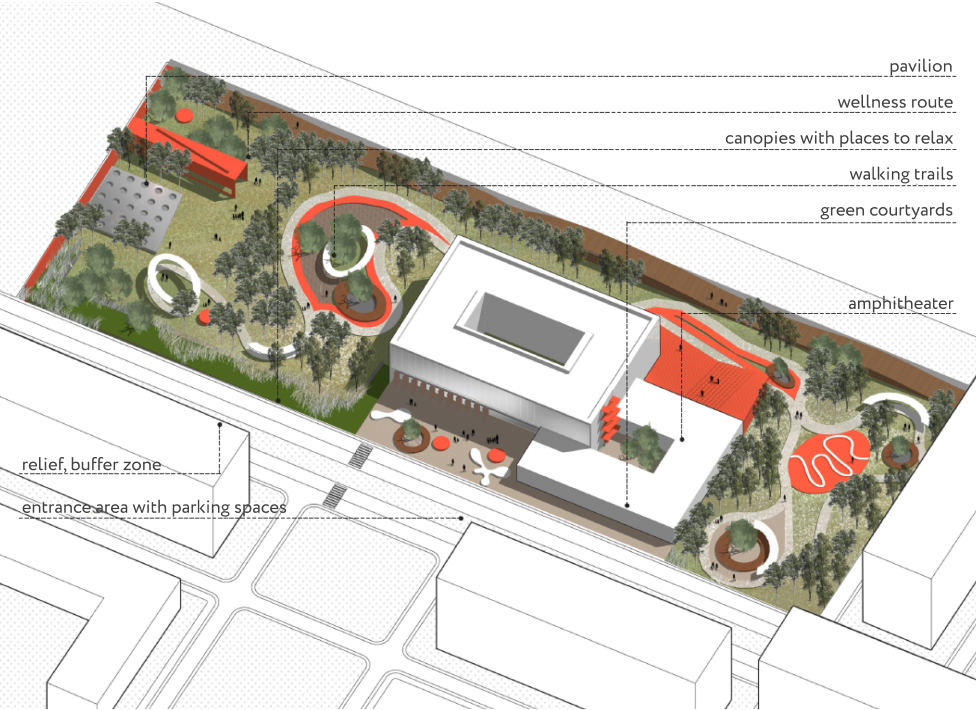 pavilion
wellness route
canopies with places to relax
walking trails
green courtyards
amphitheater
relief, buffer zone
entrance area with parking spaces